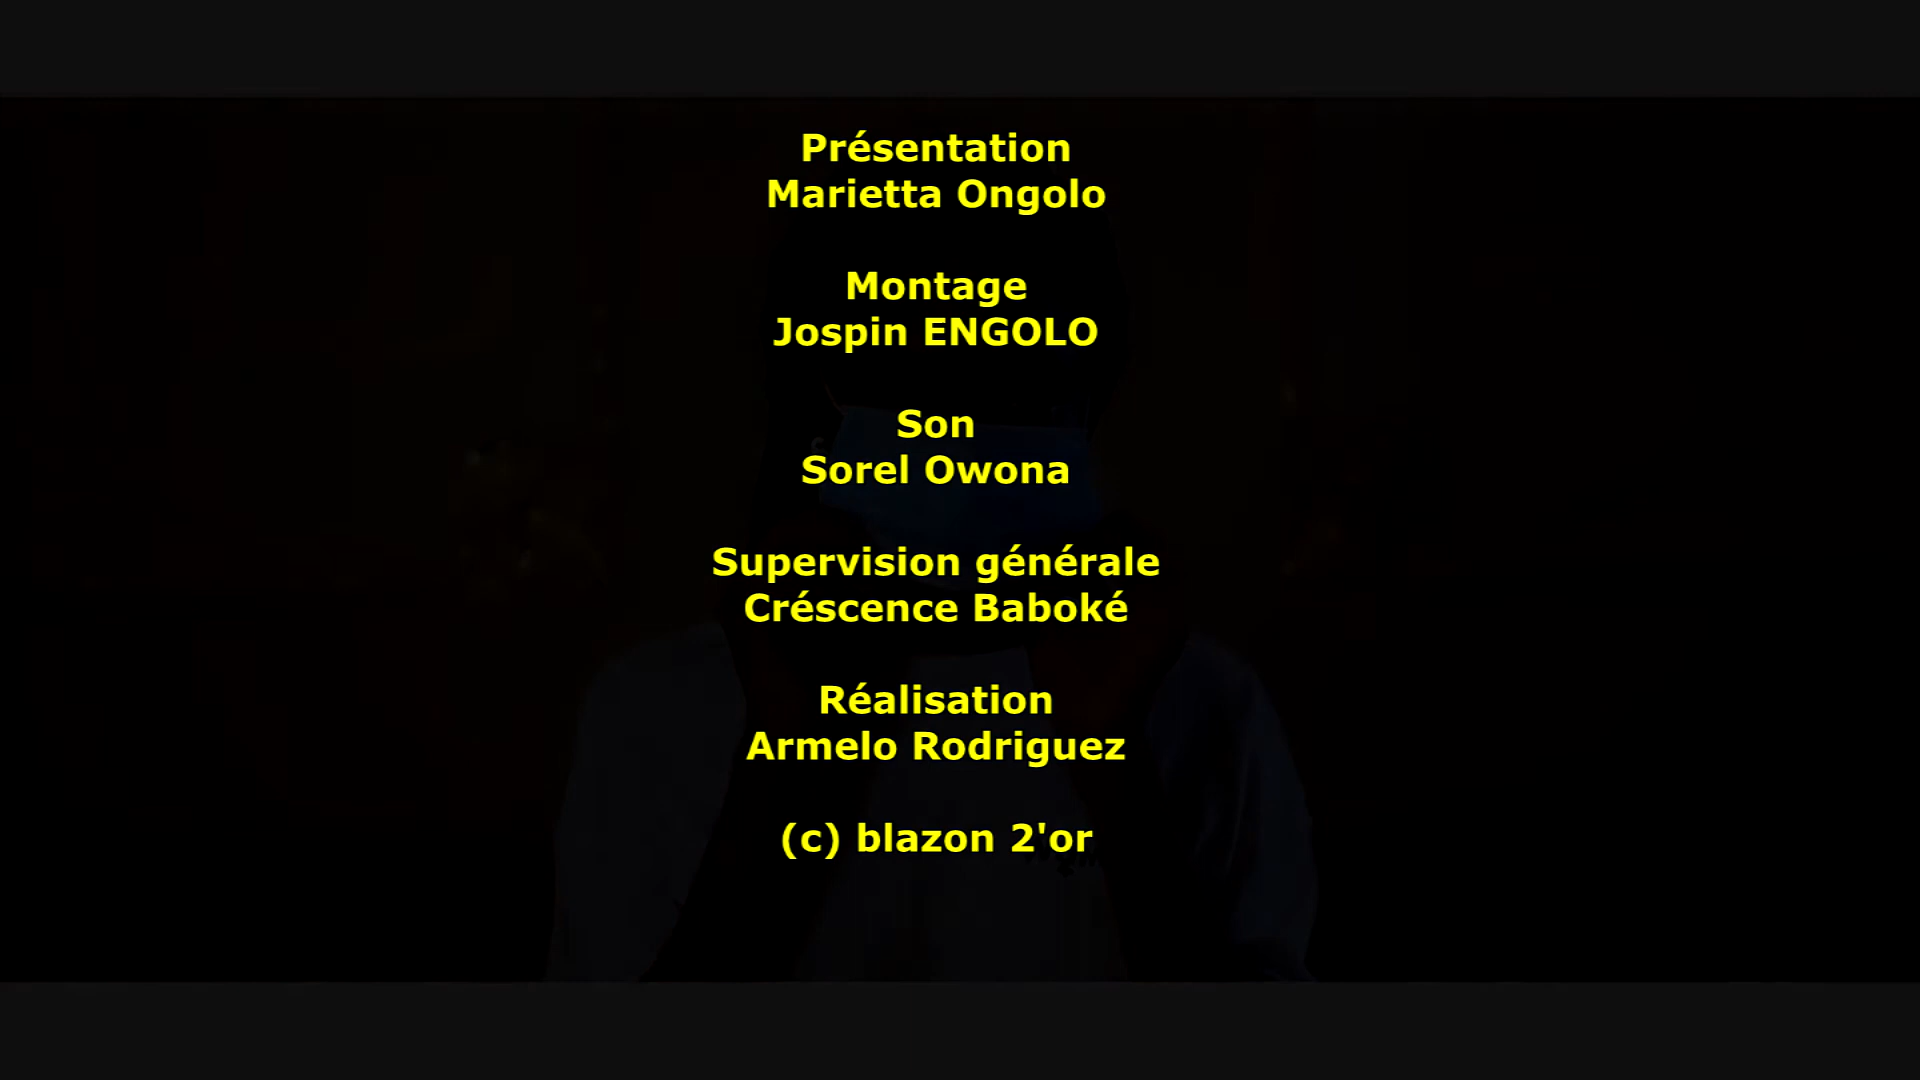 Présentation
Marietta Ongolo
Montage
Jospin ENGOLO
Son
Sorel Owona
Supervision générale
Créscence Baboké
Réalisation
Armelo Rodriguez
(c) blazon 2'or